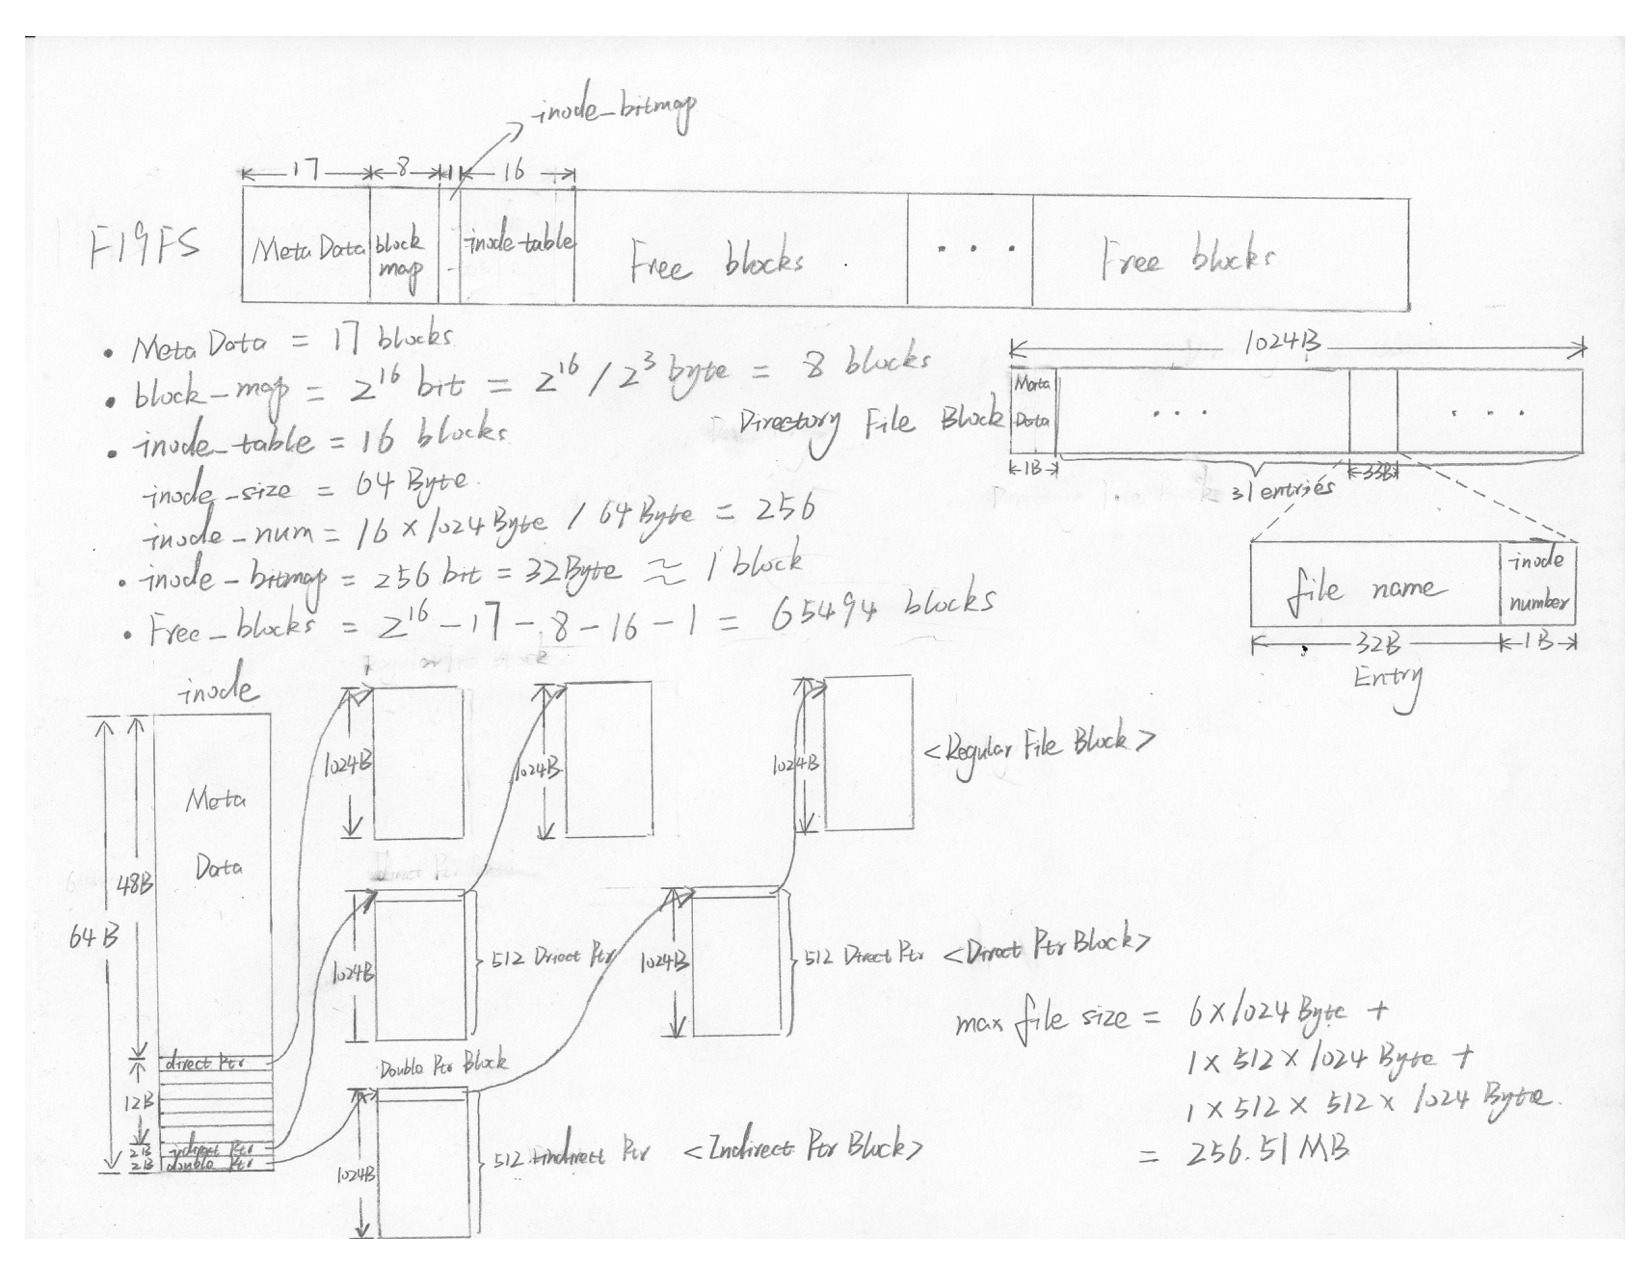 inode_bitmap
17 8 1 16
F19FS
Meta Data
block
map
inode table
Free blocks
. . .
Free blocks
• Meta Data = 17 blocks
• block_map = 2^16 bit = 2^16 / 2^3 byte = 8 blocks
• inode_table = 16 blocks
inode_size = 64 Byte.
inode_num = 16 × 1024 Byte / 64 Byte = 256
• inode_bitmap = 256 bit = 32 Byte ≈ 1 block
• Free_blocks = 2^16 - 17 - 8 - 16 - 1 = 65494 blocks
1024B
Directory File Block
Mata
Data
. . .
. . .
1B
31 entries
33B
file name
inode
number
32B
1B
Entry
inode
64B
48B
Meta
Data
direct Ptr
12B
2B
indirect Ptr
2B
double Ptr
1024B
1024B
1024B
<Regular File Block>
1024B
512 Driect Ptr
1024B
512 Direct Ptr
<Direct Ptr Block>
Double Ptr Block
1024B
512 indirect Ptr
<Indirect Ptr Block>
max file size = 6 × 1024 Byte +
1 × 512 × 1024 Byte +
1 × 512 × 512 × 1024 Byte.
= 256.51 MB